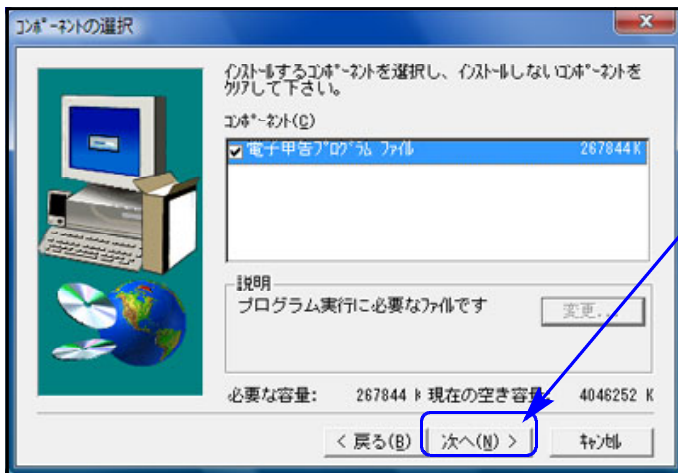 ｺﾝﾎﾟｰﾈﾝﾄの選択
ｲﾝｽﾄｰﾙするｺﾝﾎﾟｰﾈﾝﾄを選択し、ｲﾝｽﾄｰﾙしないｺﾝﾎﾟｰﾈﾝﾄを
ｸﾘｱして下さい。
ｺﾝﾎﾟｰﾈﾝﾄ(C)
電子申告ﾌﾟﾛｸﾞﾗﾑ ﾌｧｲﾙ 267844 K
説明
プログラム実行に必要なﾌｧｲﾙです
変更...
必要な容量: 267844 K 現在の空き容量: 4046252 K
< 戻る(B) 次へ(N) > ｷｬﾝｾﾙ